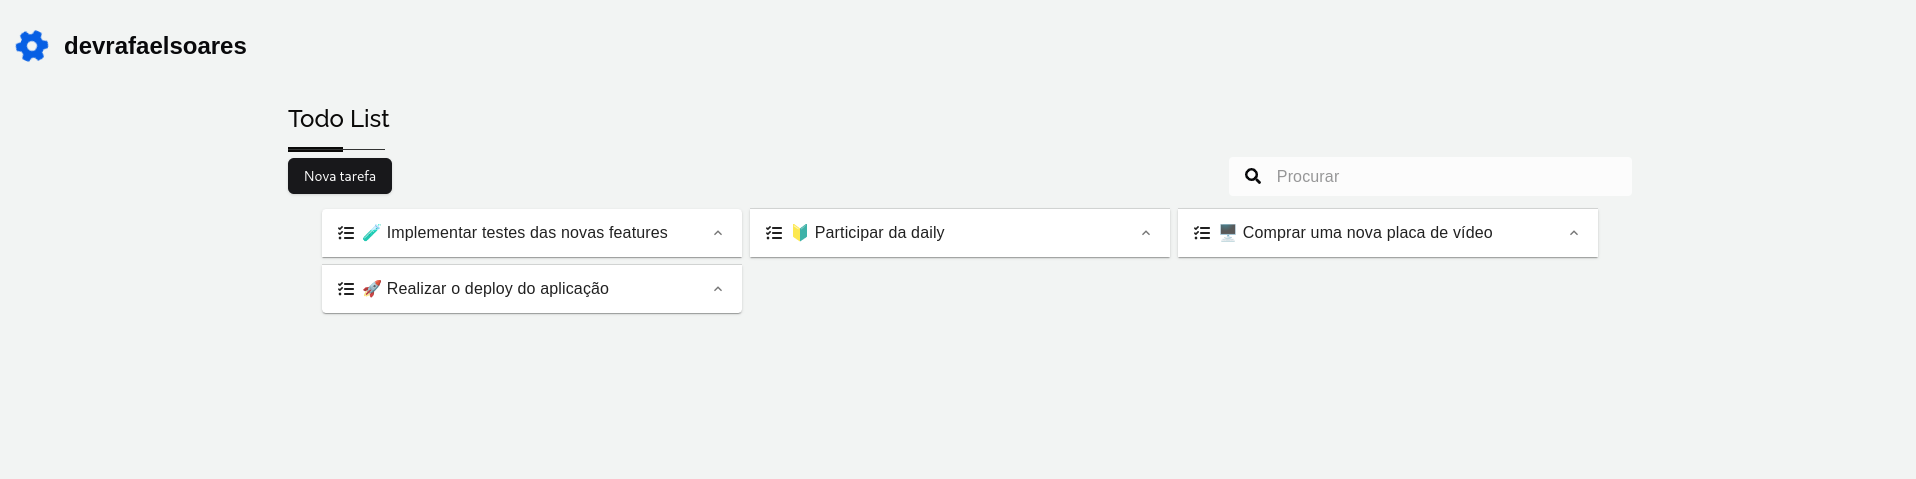 devrafaelsoares
Todo List
Nova tarefa
Procurar
🧪 Implementar testes das novas features
🔰 Participar da daily
🖥️ Comprar uma nova placa de vídeo
🚀 Realizar o deploy do aplicação